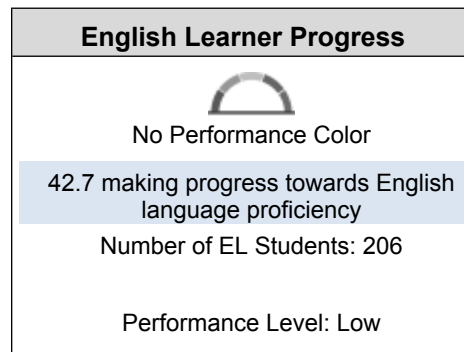 English Learner Progress
No Performance Color
42.7 making progress towards English
language proficiency
Number of EL Students: 206
Performance Level: Low